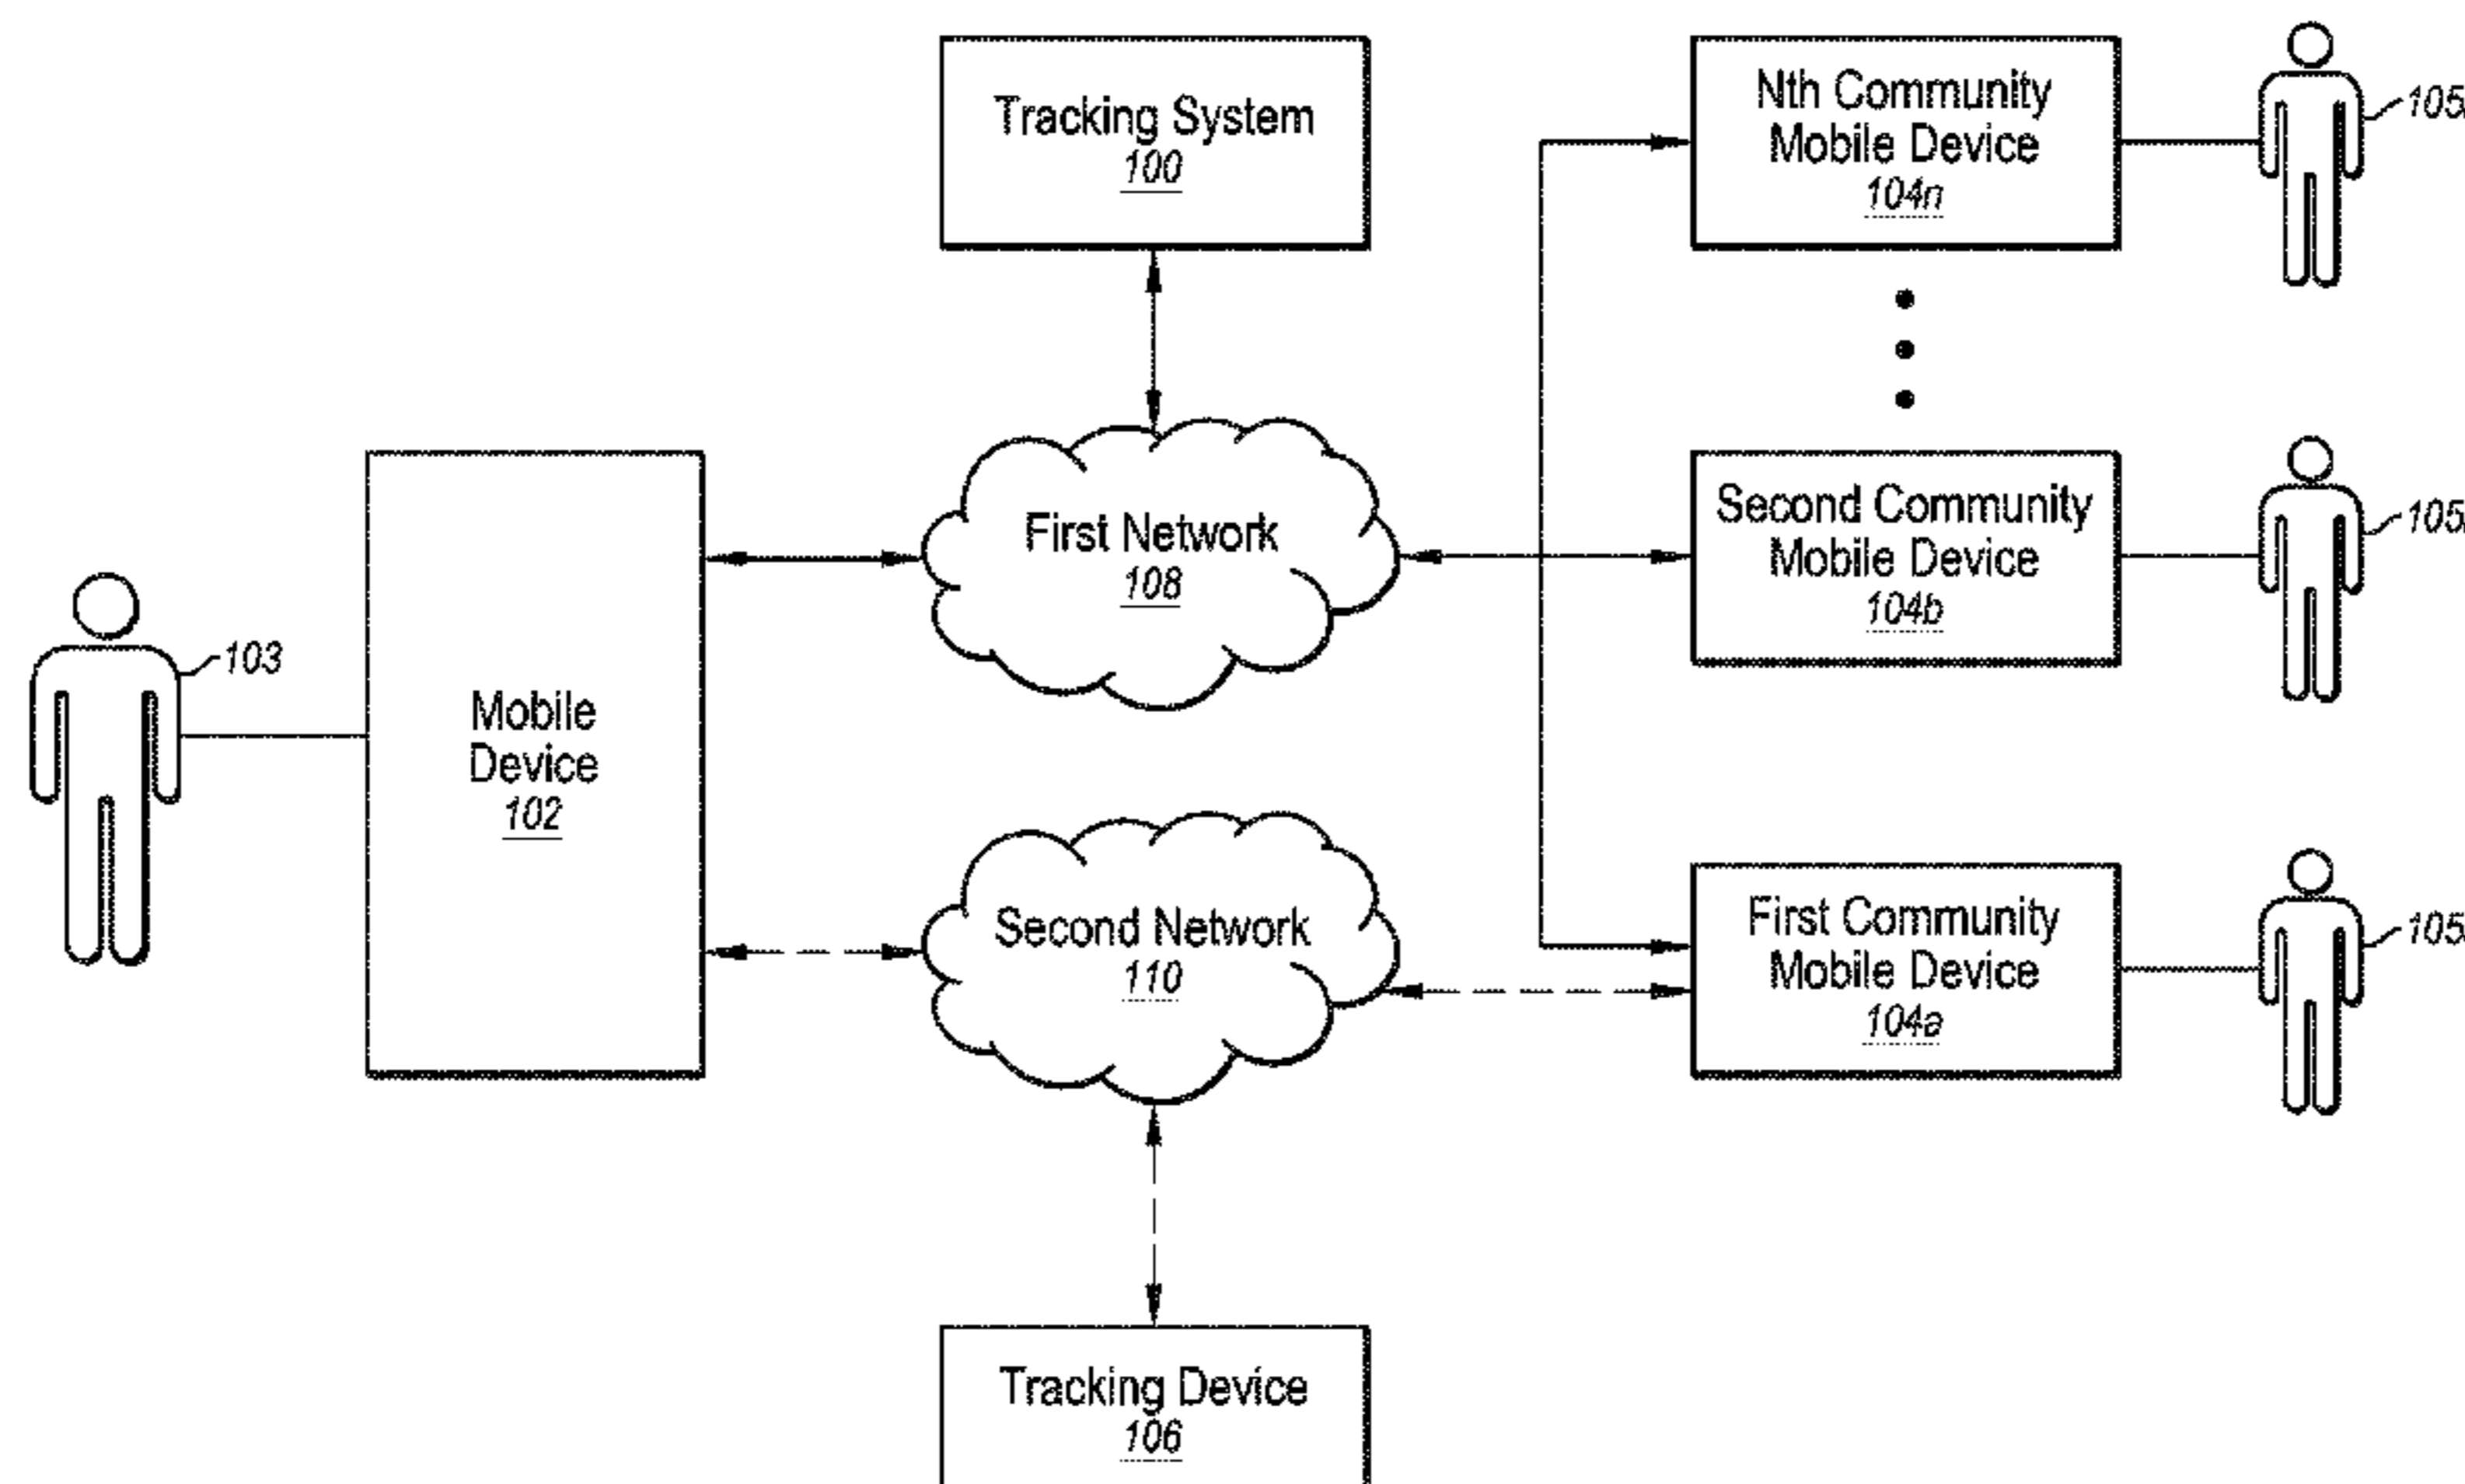 Tracking System
100
Nth Community
Mobile Device
104n
105
First Network
108
Second Community
Mobile Device
104b
105
103
Mobile
Device
102
Second Network
110
First Community
Mobile Device
104a
105
Tracking Device
106